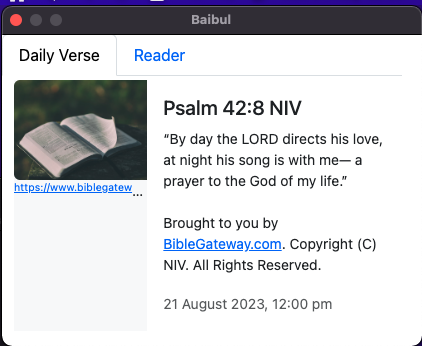 Baibul
Daily Verse
Reader
https://www.biblegatew...
Psalm 42:8 NIV
“By day the LORD directs his love,
at night his song is with me— a
prayer to the God of my life.”
Brought to you by
BibleGateway.com. Copyright (C)
NIV. All Rights Reserved.
21 August 2023, 12:00 pm